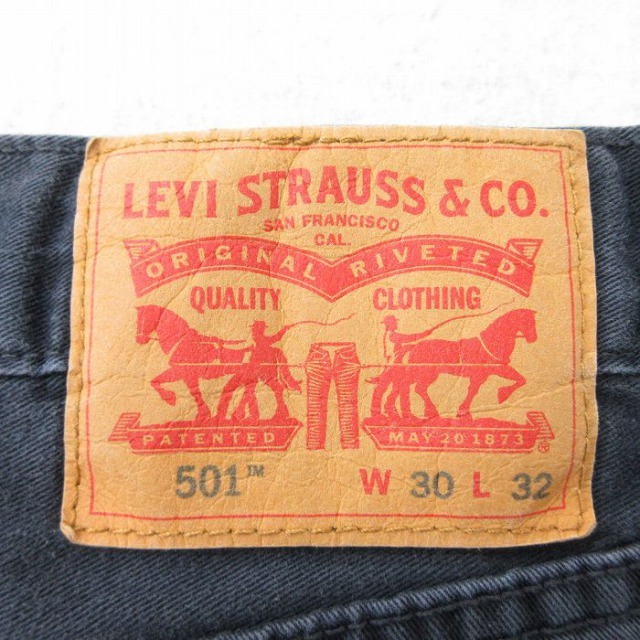 LEVI STRAUSS & CO.
SAN FRANCISCO
CAL.
ORIGINAL RIVETED
QUALITY CLOTHING
PATENTED MAY 20 1873 ®
501™ W 30 L 32